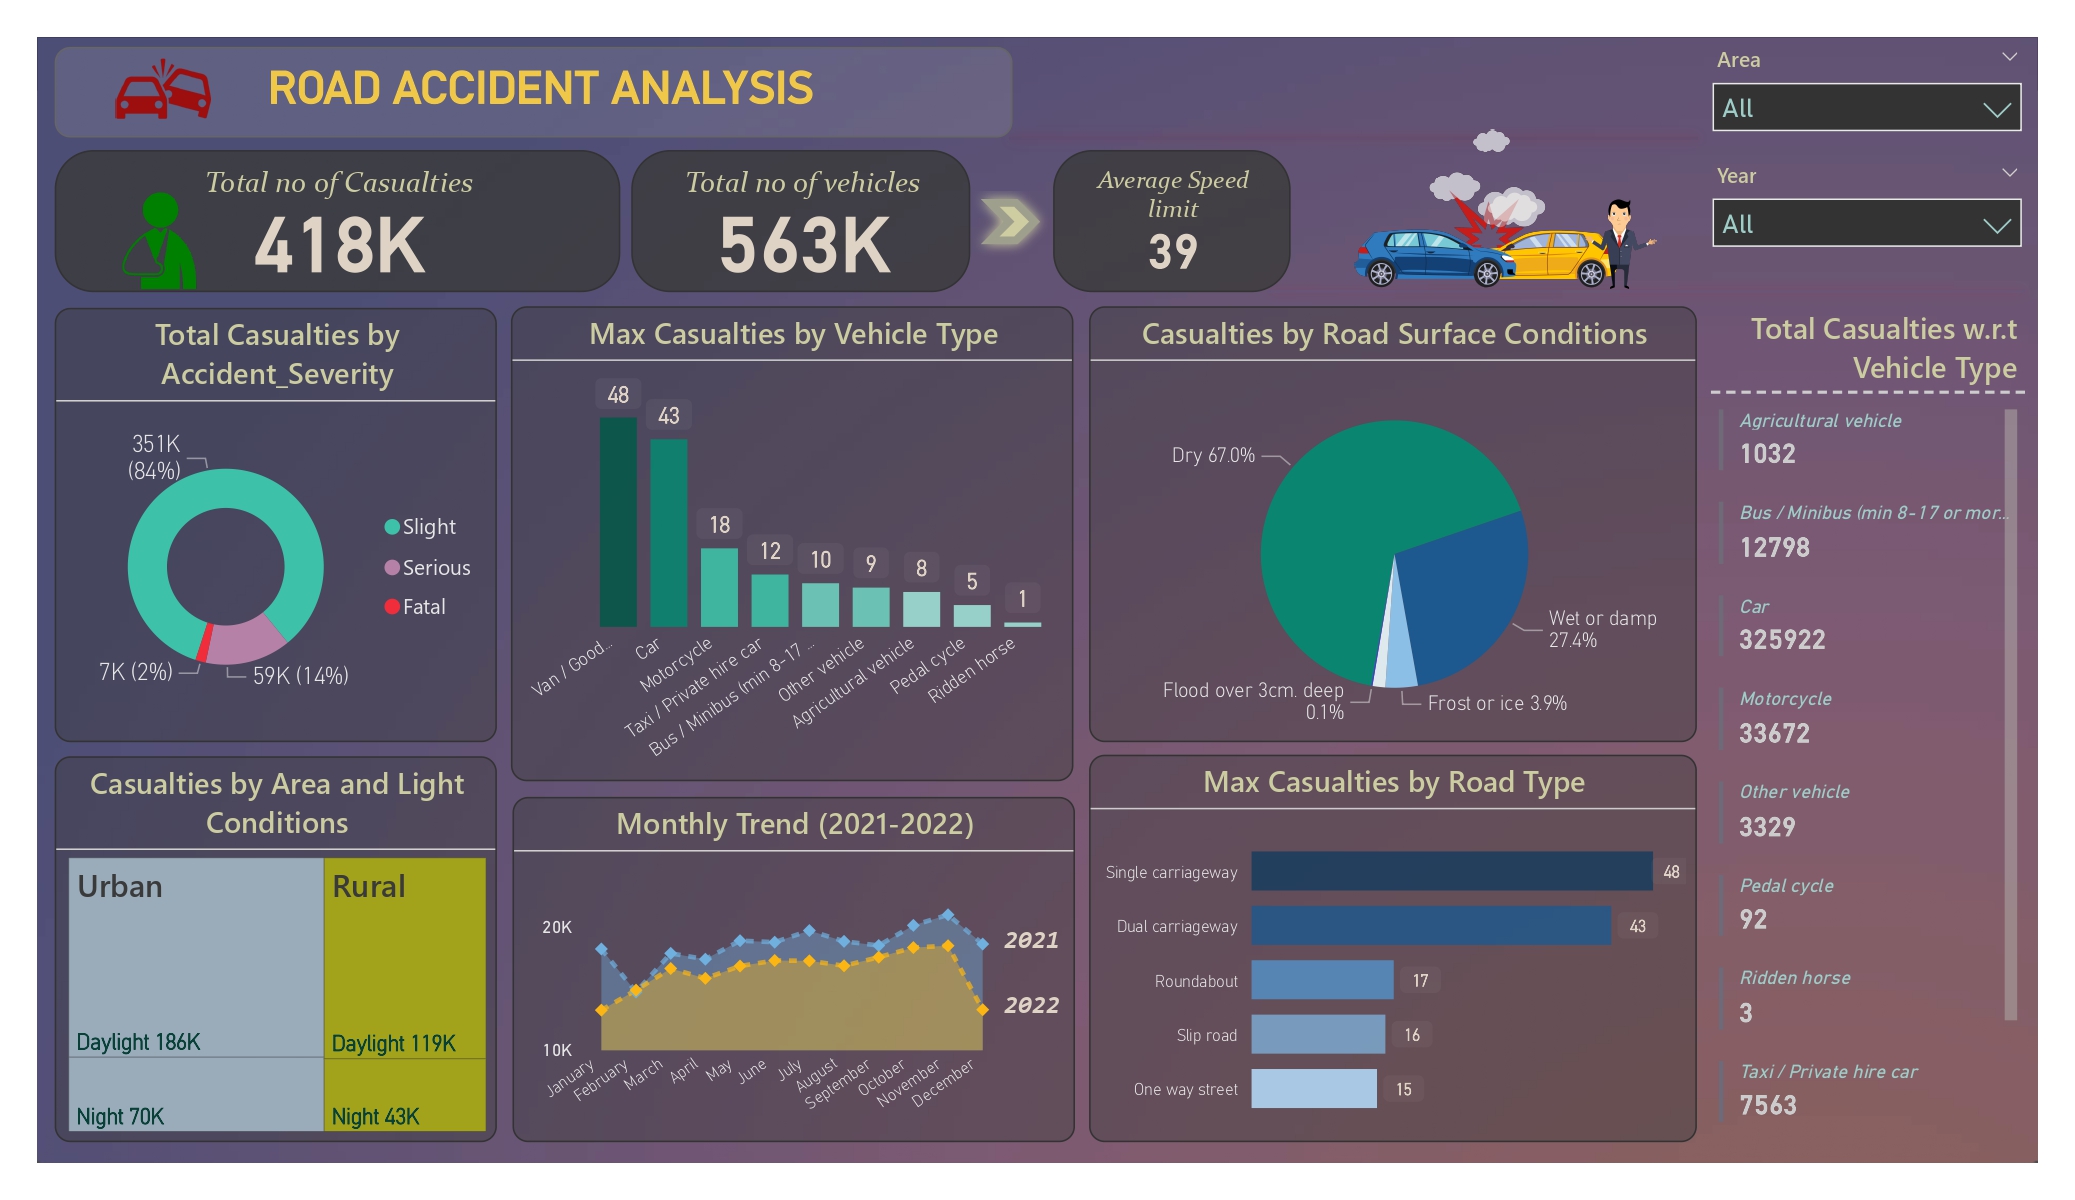 ROAD ACCIDENT ANALYSIS
Area
All
Year
All
Total no of Casualties
418K
Total no of vehicles
563K
Average Speed
limit
39
Total Casualties by
Accident_Severity
351K
(84%)
7K (2%)
59K (14%)
Slight
Serious
Fatal
Max Casualties by Vehicle Type
48
43
18
12
10
9
8
5
1
Van / Good...
Car
Motorcycle
Taxi / Private hire car
Bus / Minibus (min 8-17 ...
Other vehicle
Agricultural vehicle
Pedal cycle
Ridden horse
Casualties by Road Surface Conditions
Dry 67.0%
Wet or damp
27.4%
Flood over 3cm. deep
0.1%
Frost or ice 3.9%
Total Casualties w.r.t
Vehicle Type
Agricultural vehicle
1032
Bus / Minibus (min 8-17 or mor...
12798
Car
325922
Motorcycle
33672
Other vehicle
3329
Pedal cycle
92
Ridden horse
3
Taxi / Private hire car
7563
Casualties by Area and Light
Conditions
Urban
Daylight 186K
Night 70K
Rural
Daylight 119K
Night 43K
Monthly Trend (2021-2022)
20K
10K
2021
2022
January
February
March
April
May
June
July
August
September
October
November
December
Max Casualties by Road Type
Single carriageway
48
Dual carriageway
43
Roundabout
17
Slip road
16
One way street
15